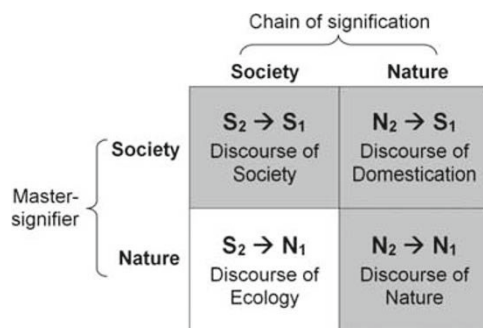 Chain of signification
Society Nature
S₂ → S₁ N₂ → S₁
Society Discourse of Discourse of
Society Domestication
Master-
signifier
S₂ → N₁ N₂ → N₁
Nature Discourse of Discourse of
Ecology Nature